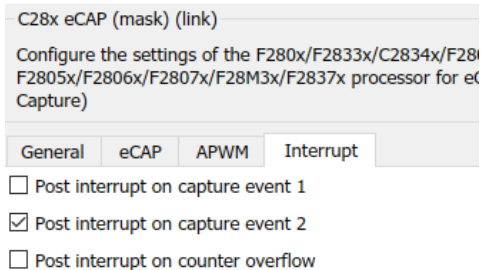 C28x eCAP (mask) (link)
Configure the settings of the F280x/F2833x/C2834x/F280
F2805x/F2806x/F2807x/F28M3x/F2837x processor for
Capture)
General eCAP APWM Interrupt
Post interrupt on capture event 1
Post interrupt on capture event 2
Post interrupt on counter overflow